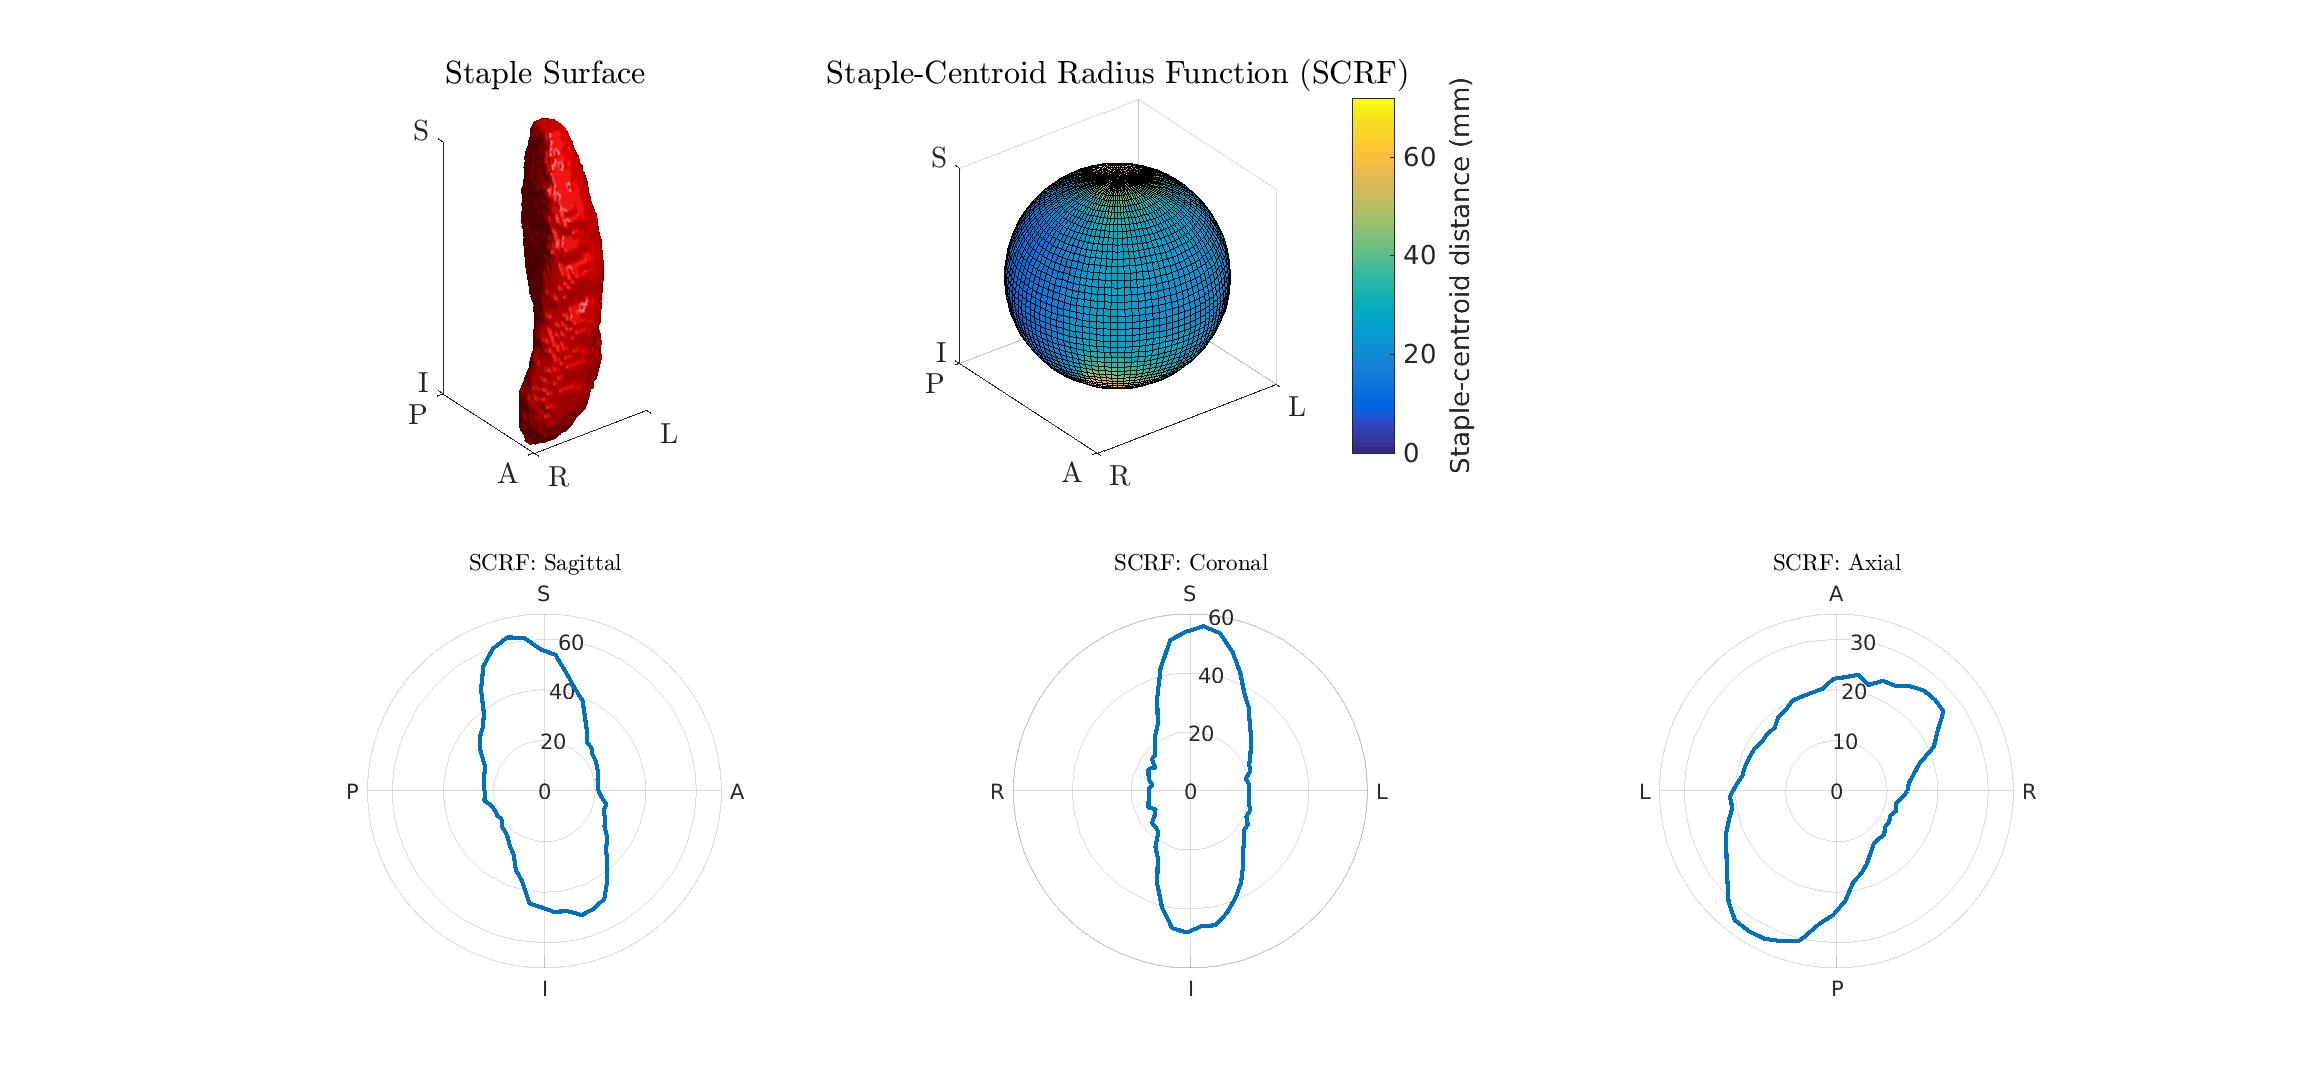 Staple Surface
S
I
P
A
R
L
Staple-Centroid Radius Function (SCRF)
S
I
P
A
R
L
60
40
20
0
Staple-centroid distance (mm)
SCRF: Sagittal
S
60
40
20
0
P
A
I
SCRF: Coronal
S
60
40
20
0
R
L
I
SCRF: Axial
A
30
20
10
0
L
R
P